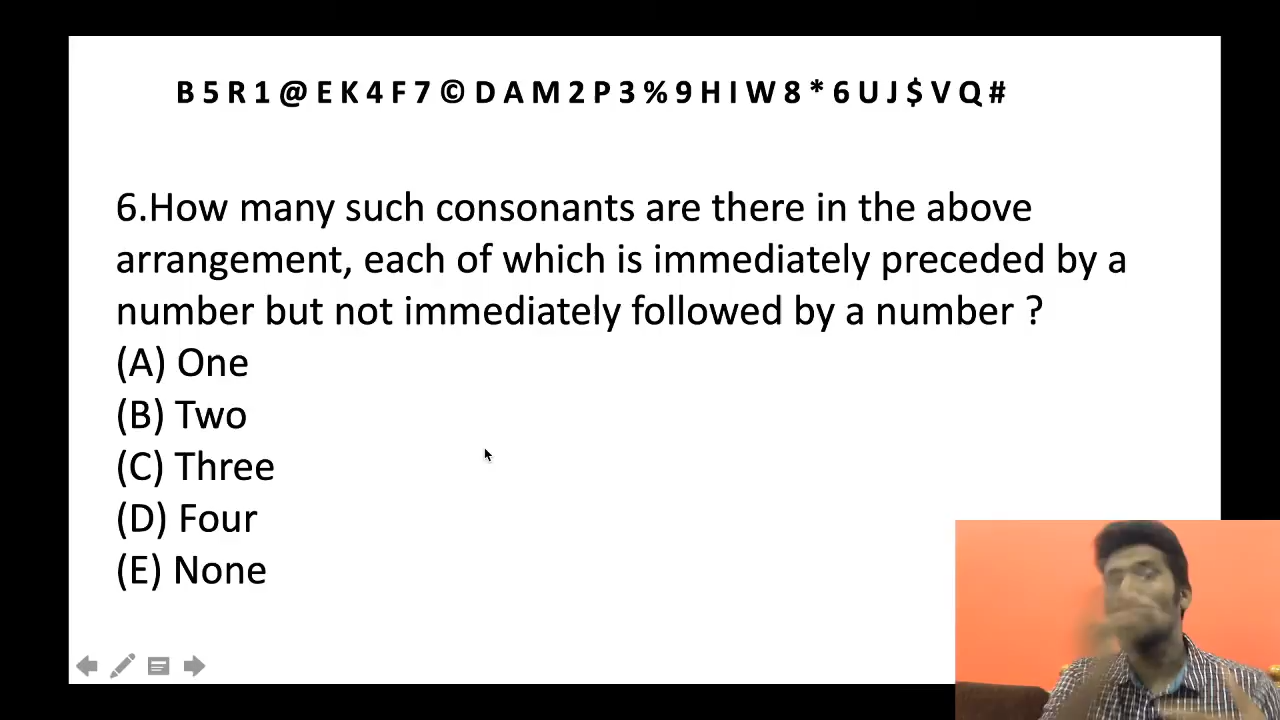 B 5 R 1 @ E K 4 F 7 © D A M 2 P 3 % 9 H I W 8 * 6 U J $ V Q #
6.How many such consonants are there in the above
arrangement, each of which is immediately preceded by a
number but not immediately followed by a number ?
(A) One
(B) Two
(C) Three
(D) Four
(E) None